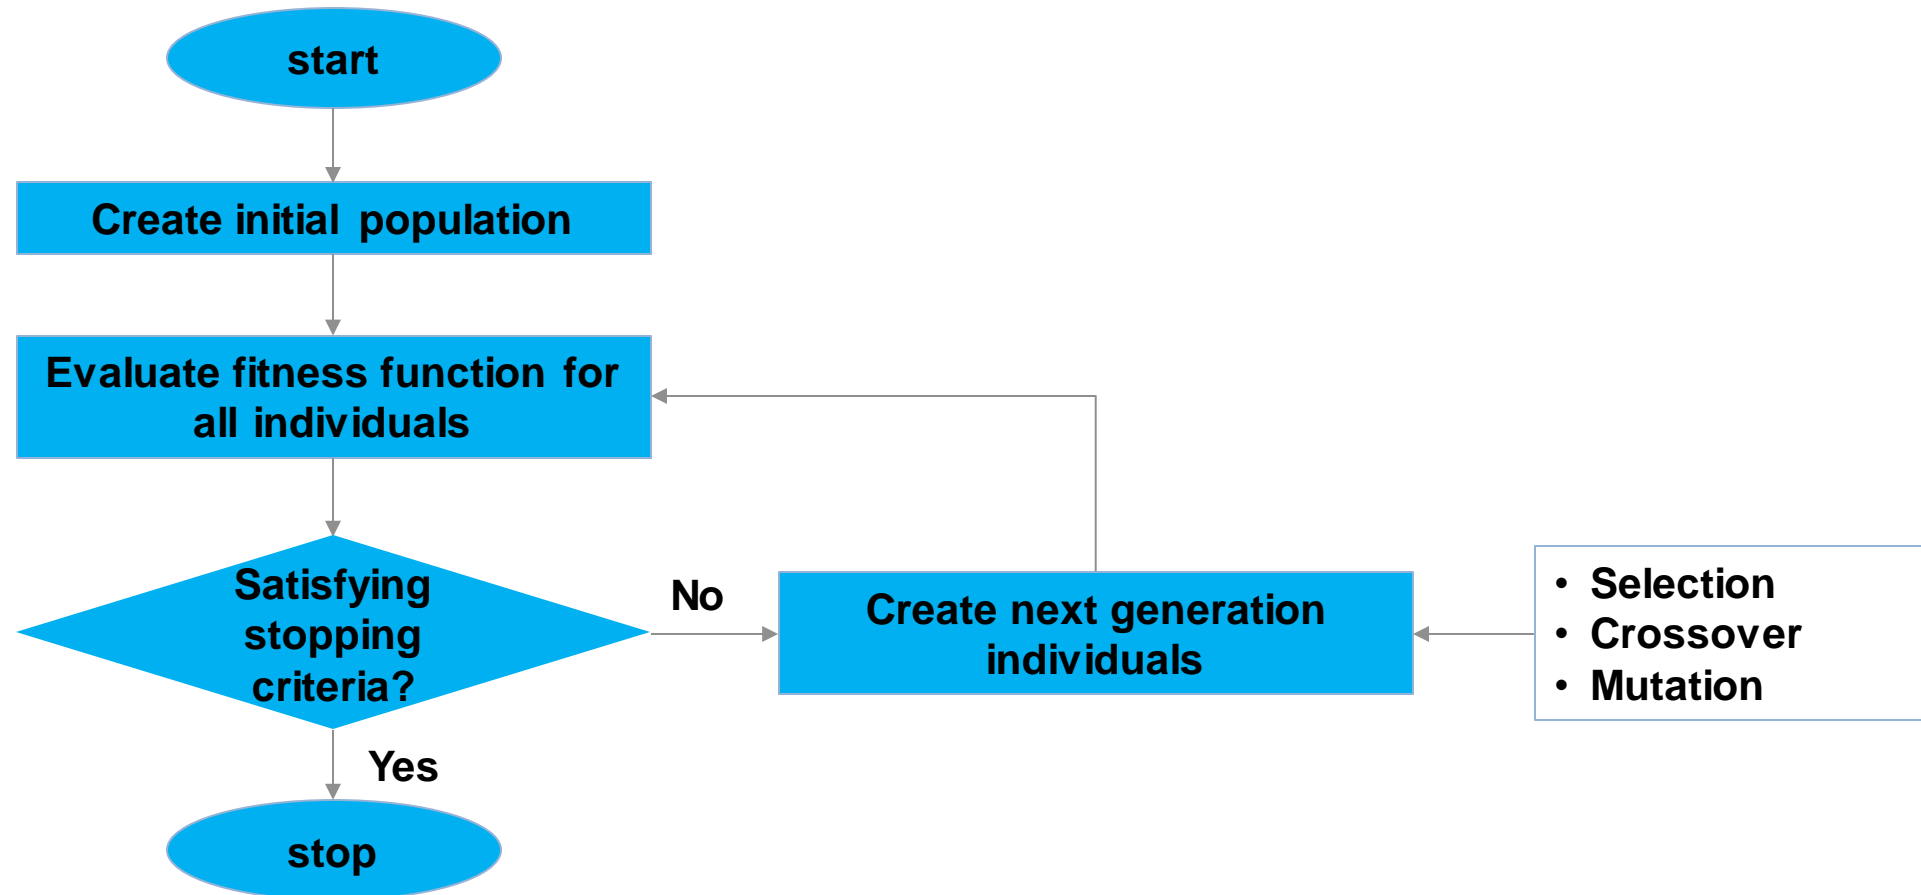 start
Create initial population
Evaluate fitness function for
all individuals
Satisfying
stopping
criteria?
No
Create next generation
individuals
• Selection
• Crossover
• Mutation
Yes
stop